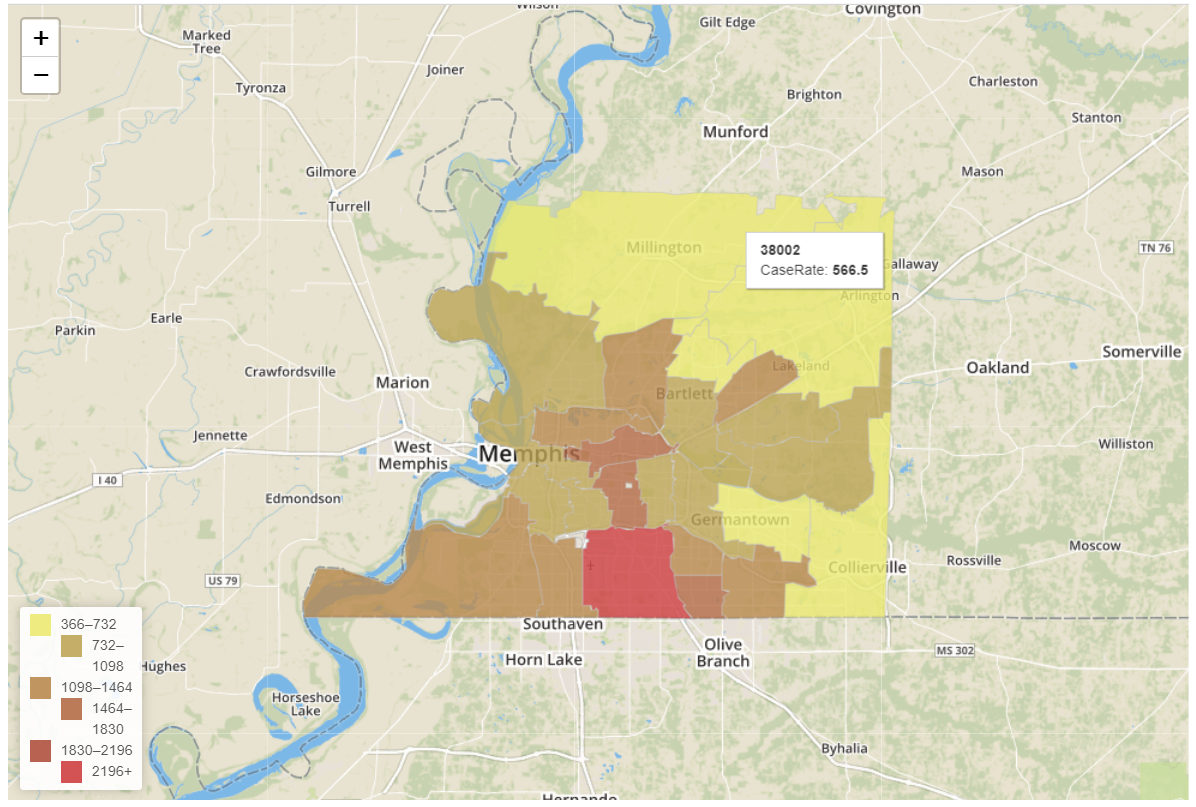 +
−
Wilson
Gilt Edge
Covington
Marked
Tree
Joiner
Tyronza
Charleston
Brighton
Stanton
Munford
Gilmore
Mason
Turrell
Millington
TN 76
38002
CaseRate: 566.5
allaway
Arlington
Earle
Parkin
Crawfordsville
Marion
Lakeland
Oakland
Somerville
Bartlett
Jennette
West
Memphis
Memphis
Williston
I 40
Edmondson
Germantown
Moscow
Rossville
Collierville
US 79
Southaven
Olive
Branch
MS 302
Horn Lake
Hughes
Horseshoe
Lake
Byhalia
Hernando
366–732
732–
1098
1098–1464
1464–
1830
1830–2196
2196+